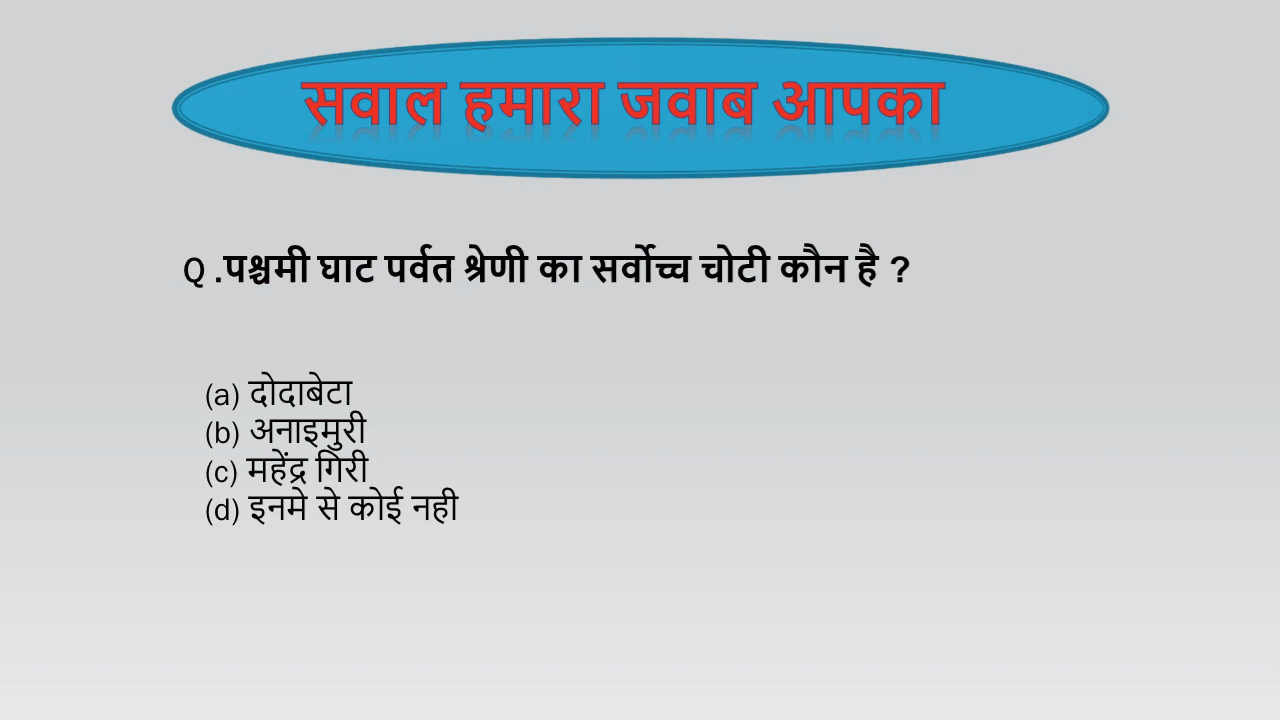 सवाल हमारा जवाब आपका
Q .पश्चमी घाट पर्वत श्रेणी का सर्वोच्च चोटी कौन है ?
(a) दोदाबेटा
(b) अनाइमुरी
(c) महेंद्र गिरी
(d) इनमे से कोई नही